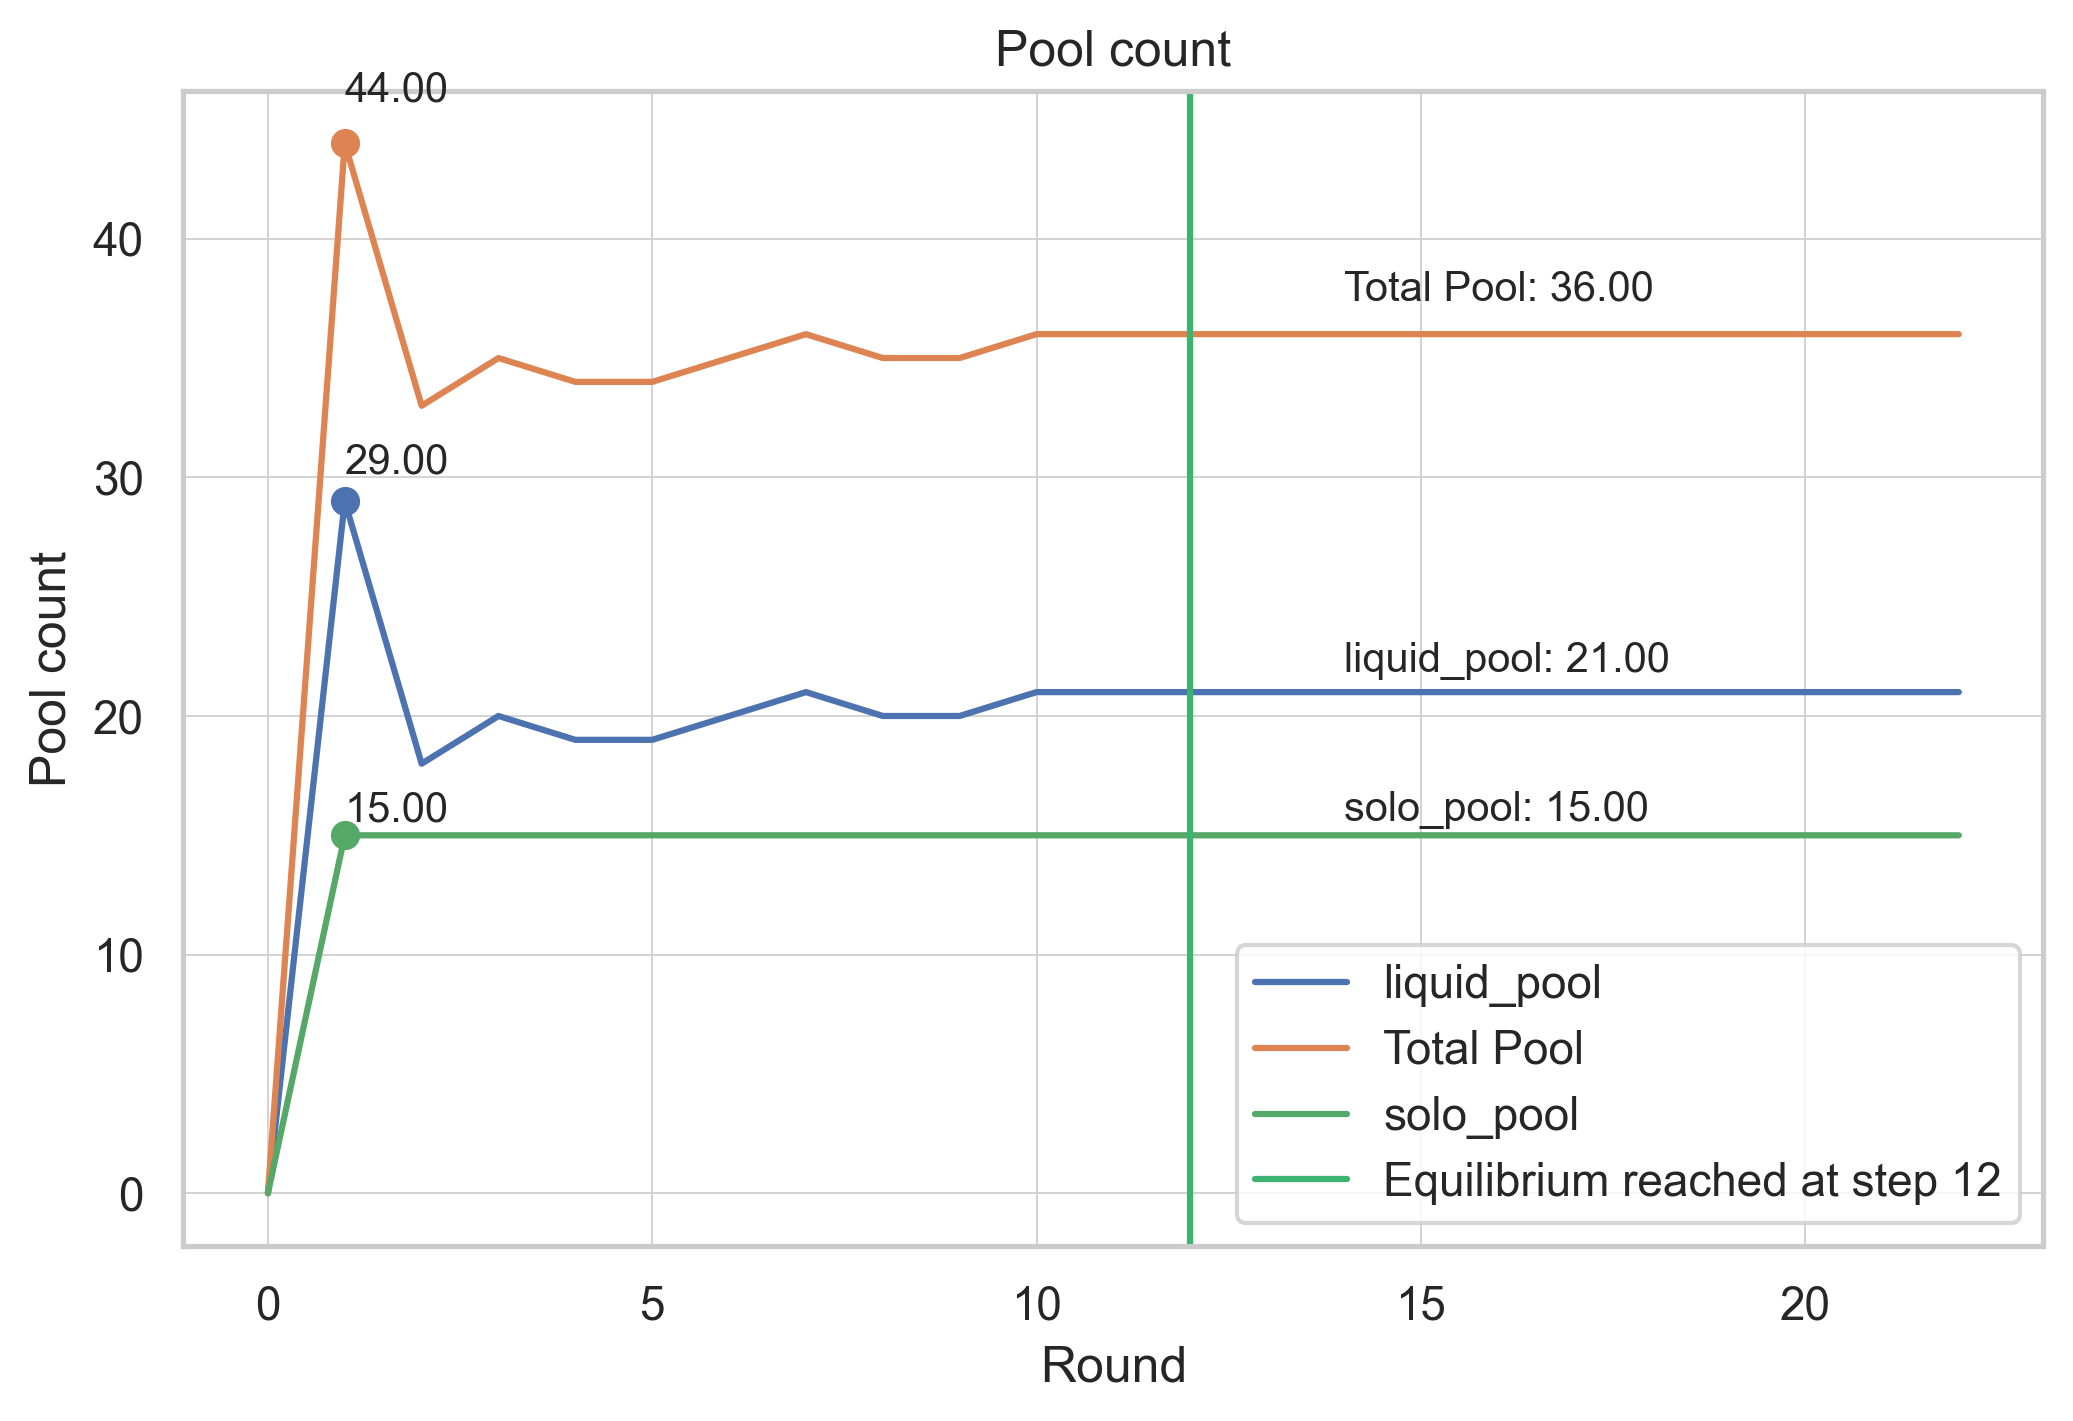 Pool count
44.00
40
Total Pool: 36.00
29.00
30
liquid_pool: 21.00
20
15.00
solo_pool: 15.00
10
0
Pool count
liquid_pool
Total Pool
solo_pool
Equilibrium reached at step 12
0 5 10 15 20
Round